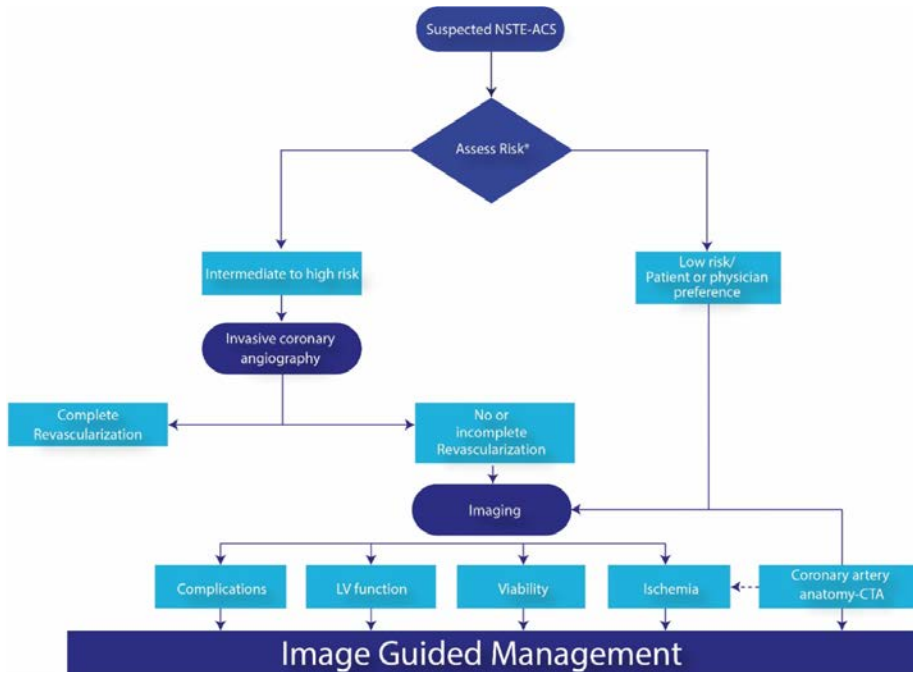 Suspected NSTE-ACS
Assess Risk*
Intermediate to high risk
Low risk/
Patient or physician
preference
Invasive coronary
angiography
Complete
Revascularization
No or
incomplete
Revascularization
Imaging
Complications
LV function
Viability
Ischemia
Coronary artery
anatomy-CTA
Image Guided Management